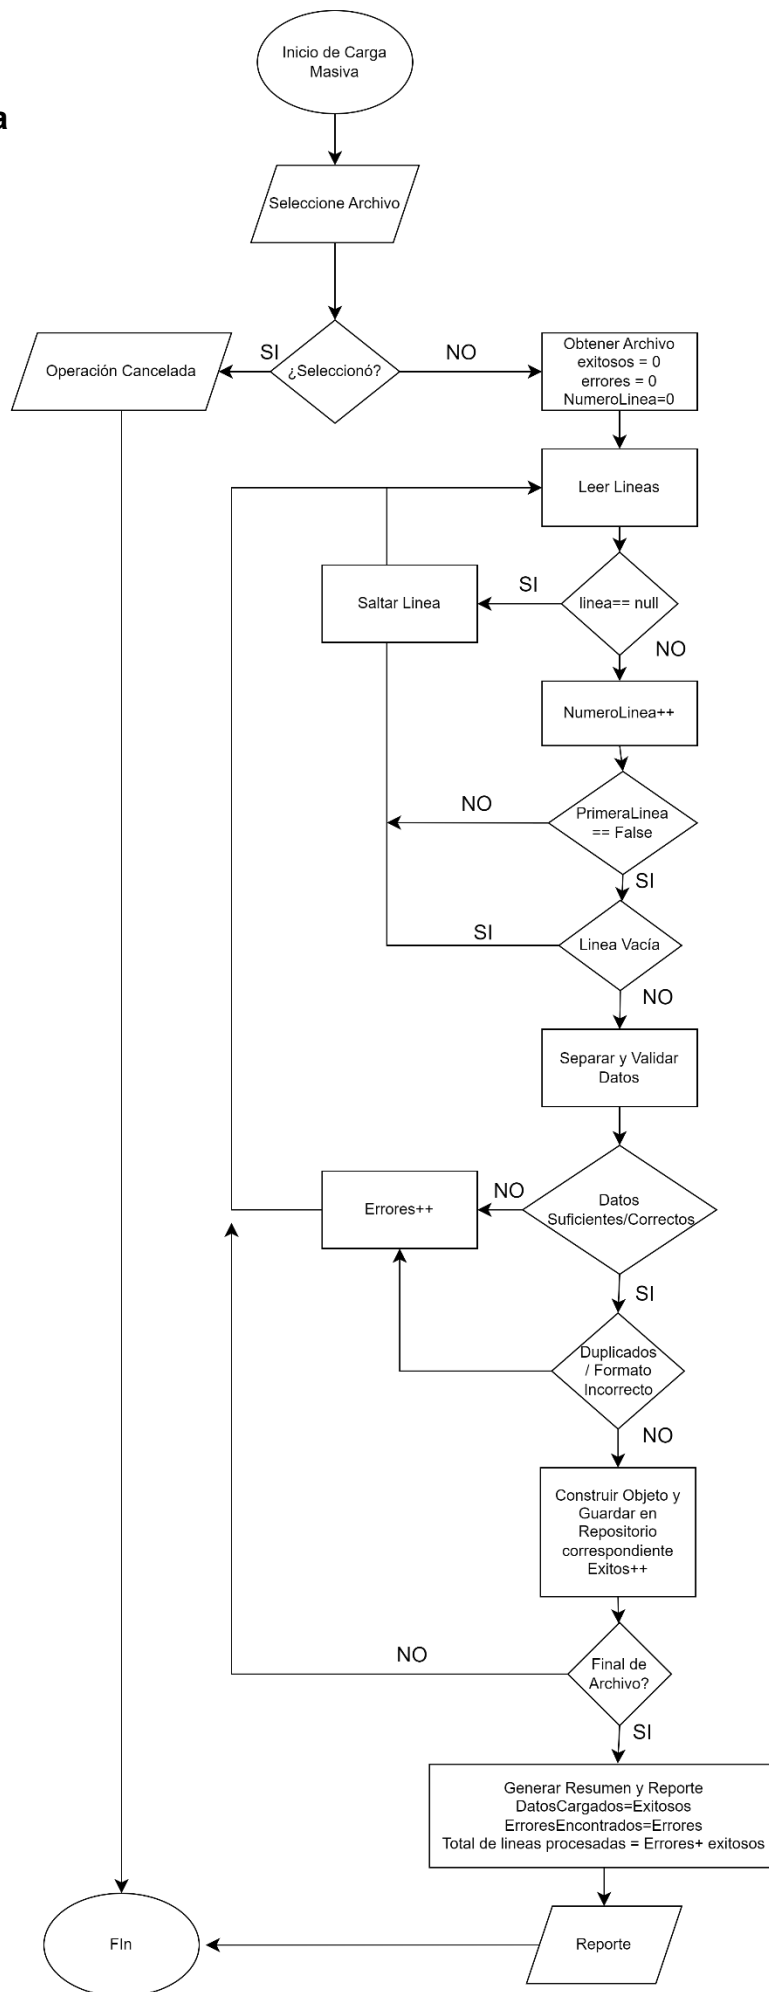 Inicio de Carga
Masiva
a
Seleccione Archivo
¿Seleccionó?
SI
NO
Operación Cancelada
Obtener Archivo
exitosos = 0
errores = 0
NumeroLinea=0
Leer Lineas
linea== null
SI
Saltar Linea
NO
NumeroLinea++
PrimeraLinea
== False
NO
SI
Linea Vacía
SI
NO
Separar y Validar
Datos
Datos
Suficientes/Correctos
NO
Errores++
SI
Duplicados
/ Formato
Incorrecto
NO
Construir Objeto y
Guardar en
Repositorio
correspondiente
Exitos++
Final de
Archivo?
NO
SI
Generar Resumen y Reporte
DatosCargados=Exitosos
ErroresEncontrados=Errores
Total de lineas procesadas = Errores+ exitosos
Reporte
FIn